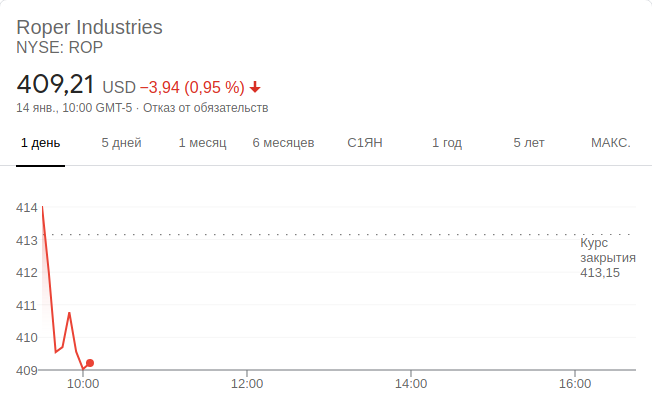 Roper Industries
NYSE: ROP
409,21 USD −3,94 (0,95 %)
14 янв., 10:00 GMT-5 · Отказ от обязательств
1 день 5 дней 1 месяц 6 месяцев С1ЯН 1 год 5 лет МАКС.
414
413
412
411
410
409
Курс
закрытия
413,15
10:00 12:00 14:00 16:00